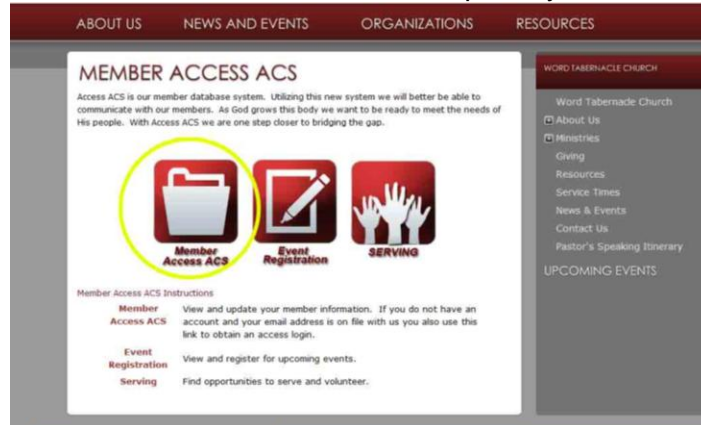 ABOUT US NEWS AND EVENTS ORGANIZATIONS RESOURCES
MEMBER ACCESS ACS
Access ACS is our member database system. Utilizing this new system we will better be able to
communicate with our members. As God grows this body we want to be ready to meet the needs of
His people. With Access ACS we are one step closer to bridging the gap.
Member
Access ACS
Event
Registration
SERVING
Member Access ACS Instructions
Member
Access ACS
View and update your member information. If you do not have an
account and your email address is on file with us you also use this
link to obtain an access login.
Event
Registration
View and register for upcoming events.
Serving
Find opportunities to serve and volunteer.
WORD TABERNACLE CHURCH
Word Tabernacle Church
About Us
Ministries
Giving
Resources
Service Times
News & Events
Contact Us
Pastor's Speaking Itinerary
UPCOMING EVENTS